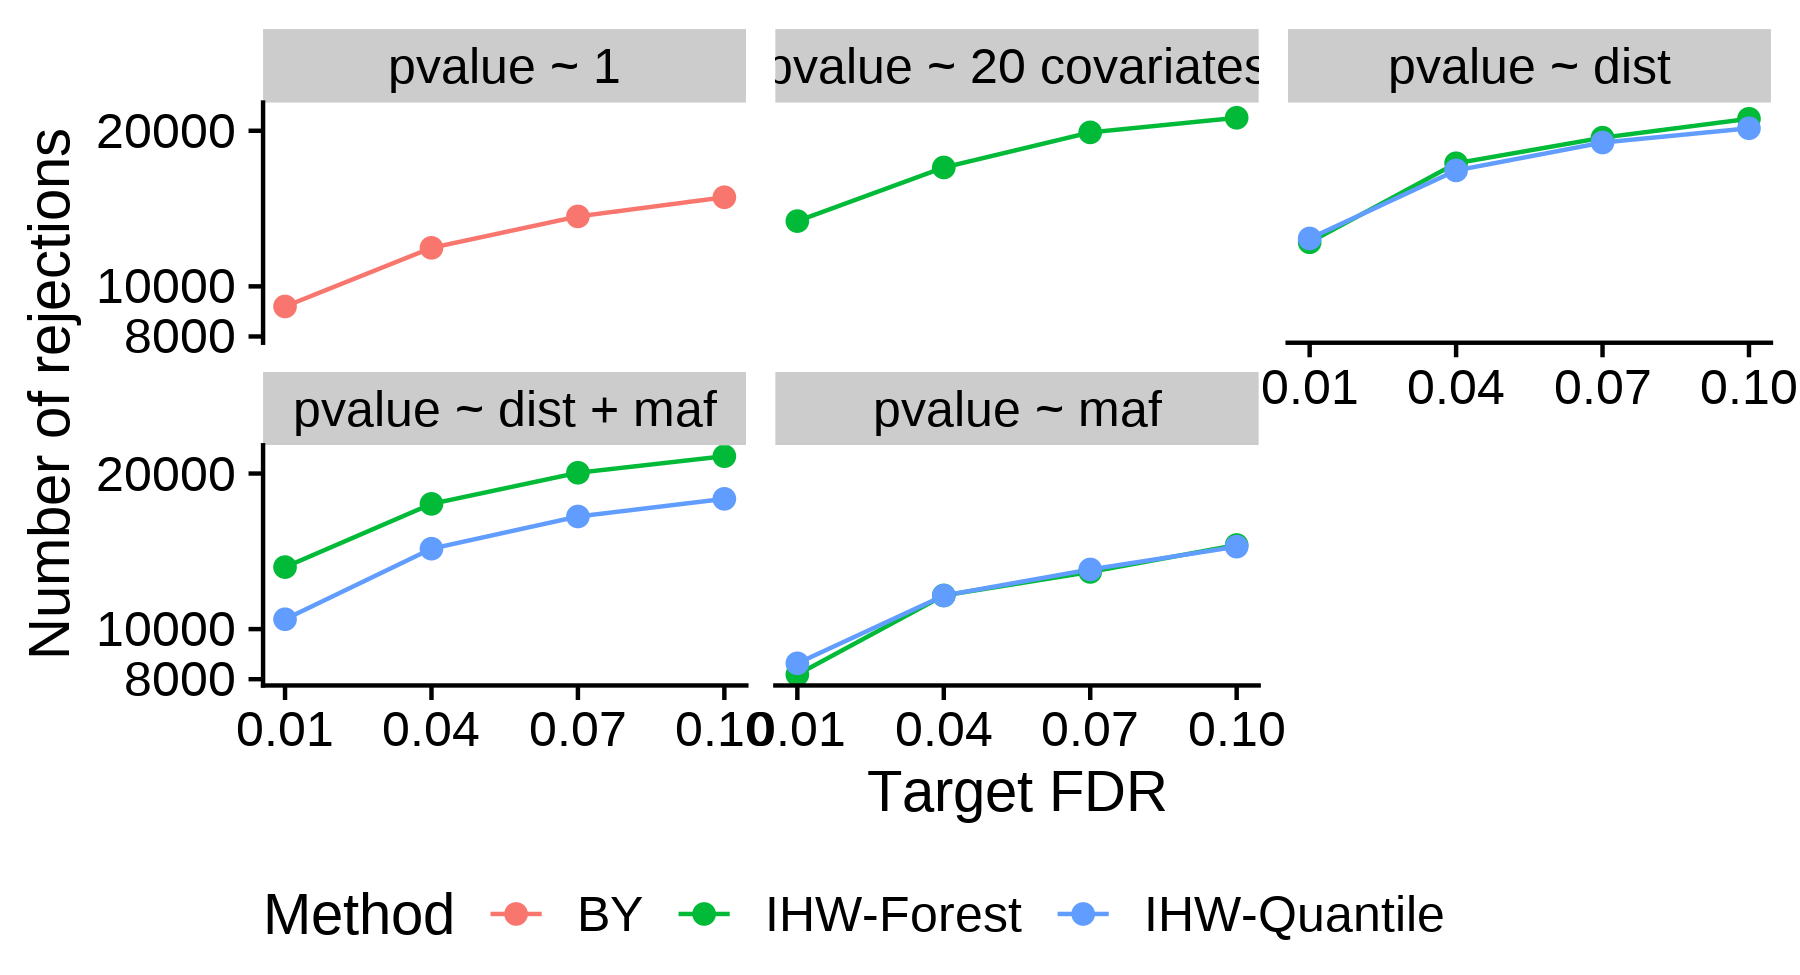 pvalue ~ 1
pvalue ~ 20 covariates
pvalue ~ dist
20000
10000
8000
0.01 0.04 0.07 0.10
pvalue ~ dist + maf
pvalue ~ maf
20000
10000
8000
0.01 0.04 0.07 0.10
0.01 0.04 0.07 0.10
Number of rejections
Target FDR
Method BY IHW-Forest IHW-Quantile